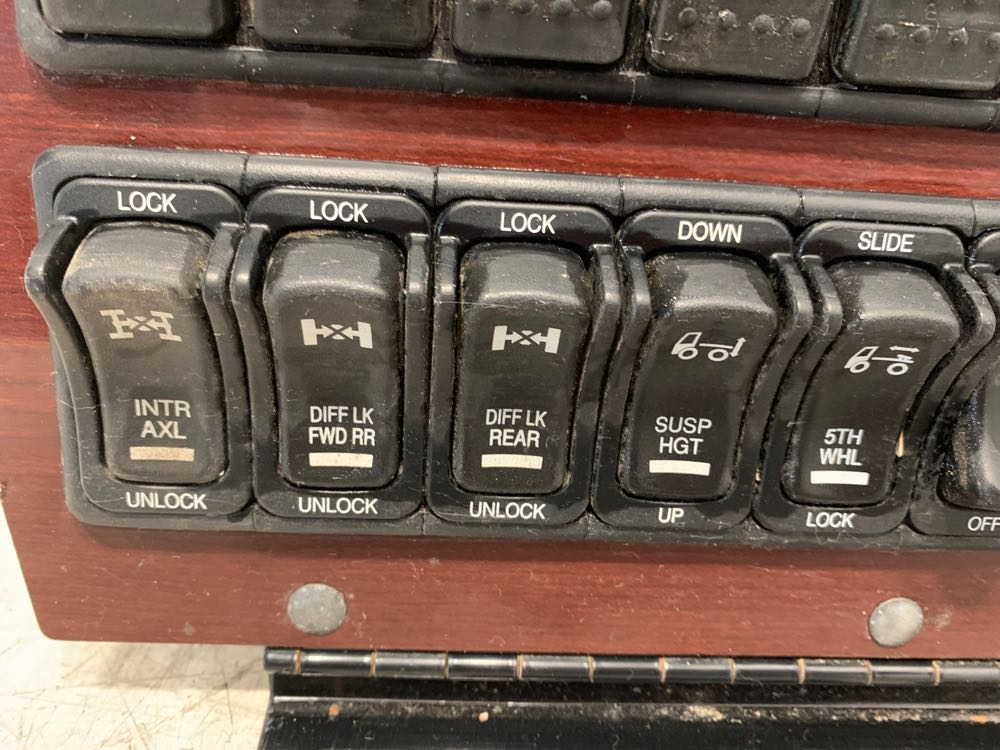 LOCK
INTR
AXL
UNLOCK
LOCK
DIFF LK
FWD RR
UNLOCK
LOCK
DIFF LK
REAR
UNLOCK
DOWN
SUSP
HGT
UP
SLIDE
5TH
WHL
LOCK
OFF